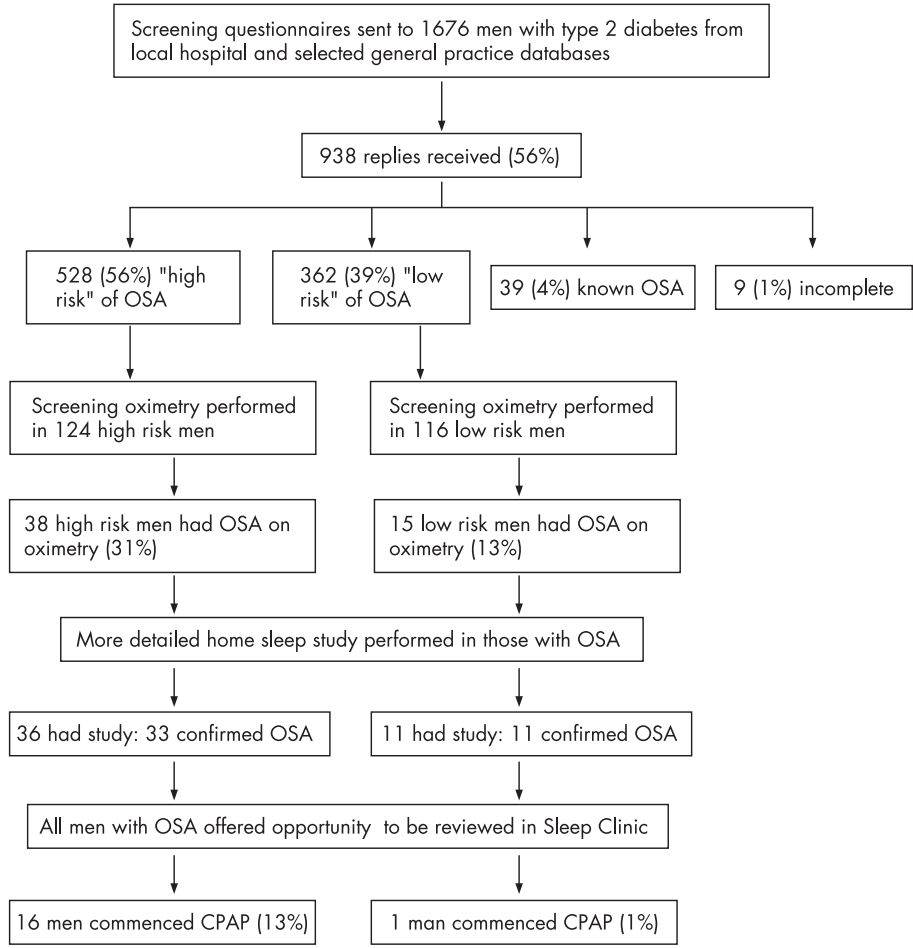 Screening questionnaires sent to 1676 men with type 2 diabetes from
local hospital and selected general practice databases
938 replies received (56%)
528 (56%) "high
risk" of OSA
362 (39%) "low
risk" of OSA
39 (4%) known OSA
9 (1%) incomplete
Screening oximetry performed
in 124 high risk men
Screening oximetry performed
in 116 low risk men
38 high risk men had OSA on
oximetry (31%)
15 low risk men had OSA on
oximetry (13%)
More detailed home sleep study performed in those with OSA
36 had study: 33 confirmed OSA
11 had study: 11 confirmed OSA
All men with OSA offered opportunity to be reviewed in Sleep Clinic
16 men commenced CPAP (13%)
1 man commenced CPAP (1%)